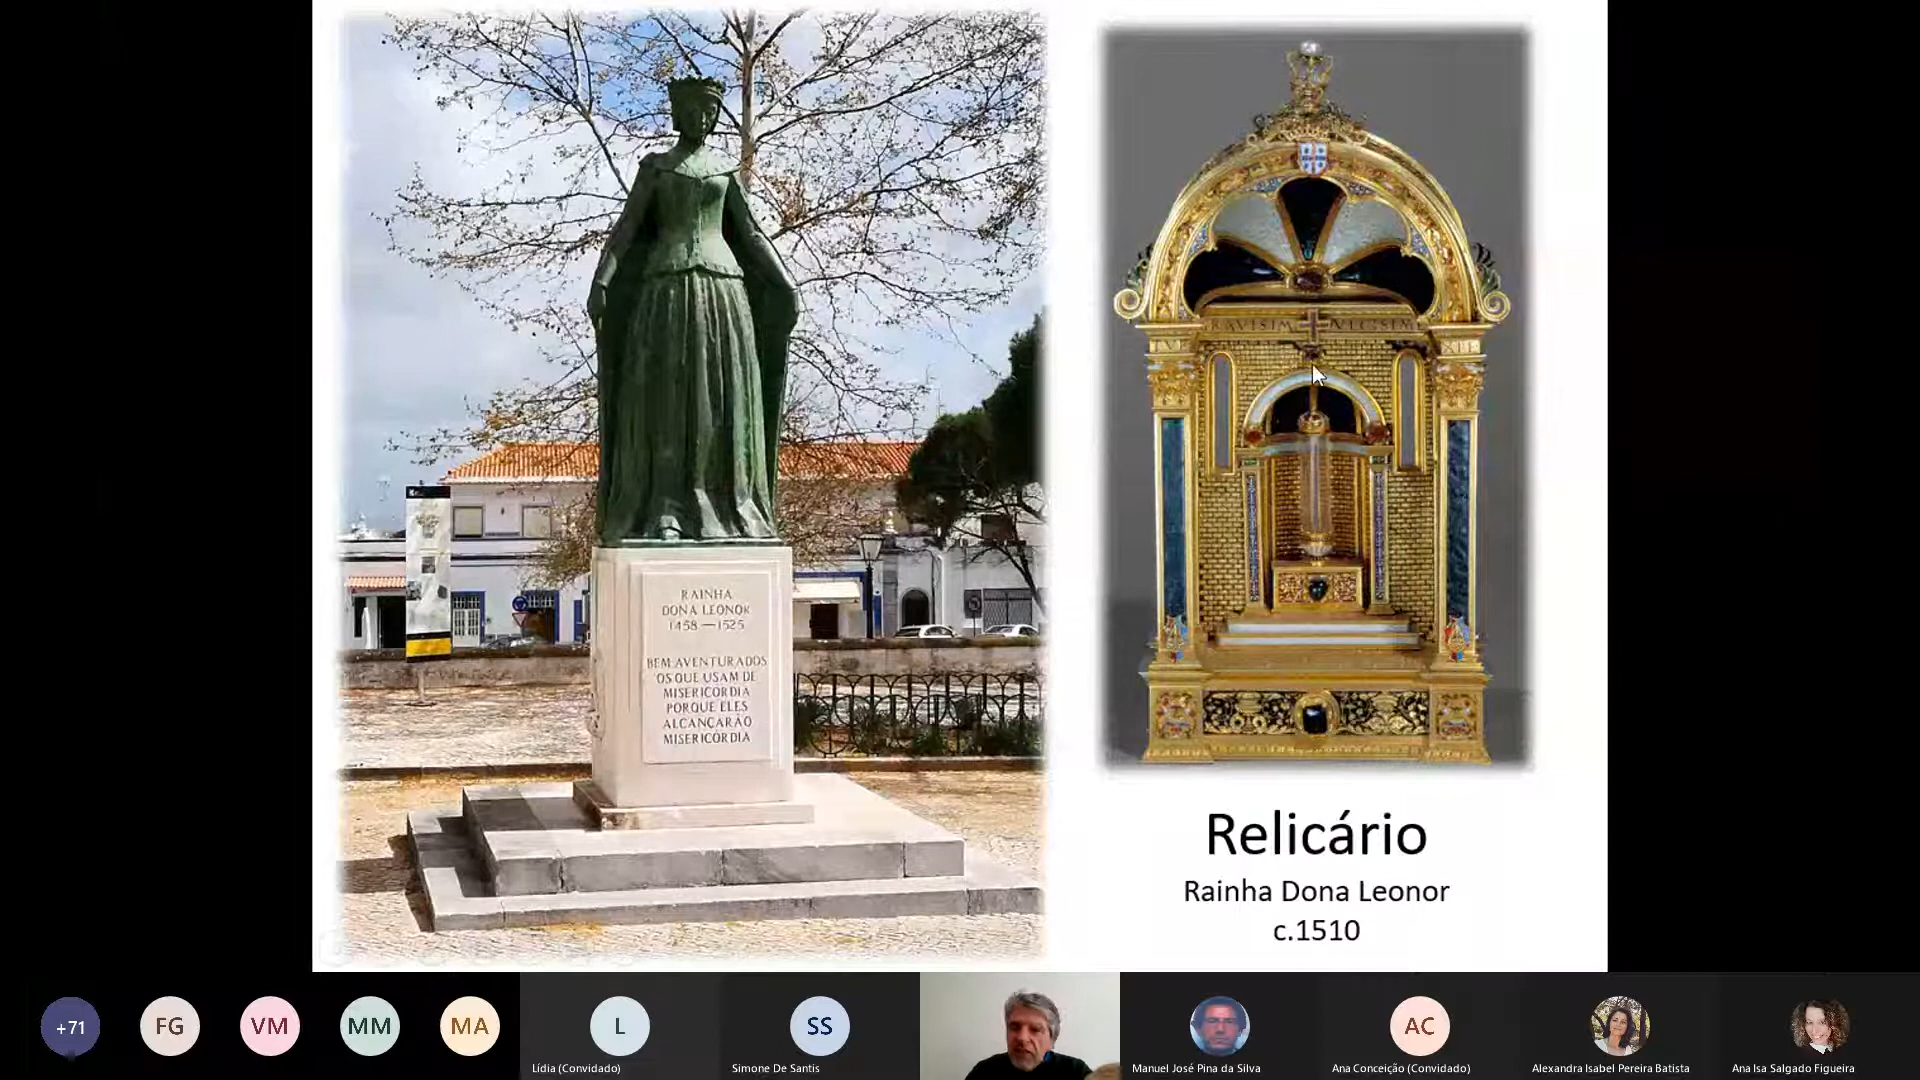 RAINHA
DONA LEONOR
1458 — 1525
BEM AVENTURADOS
OS QUE USAM DE
MISERICORDIA
PORQUE ELES
ALCANÇARÃO
MISERICÓRDIA
Relicário
Rainha Dona Leonor
c.1510
+71
FG
VM
MM
MA
L
SS
AC
Lídia (Convidado)
Simone De Santis
Manuel José Pina da Silva
Ana Conceição (Convidado)
Alexandra Isabel Pereira Batista
Ana Isa Salgado Figueira